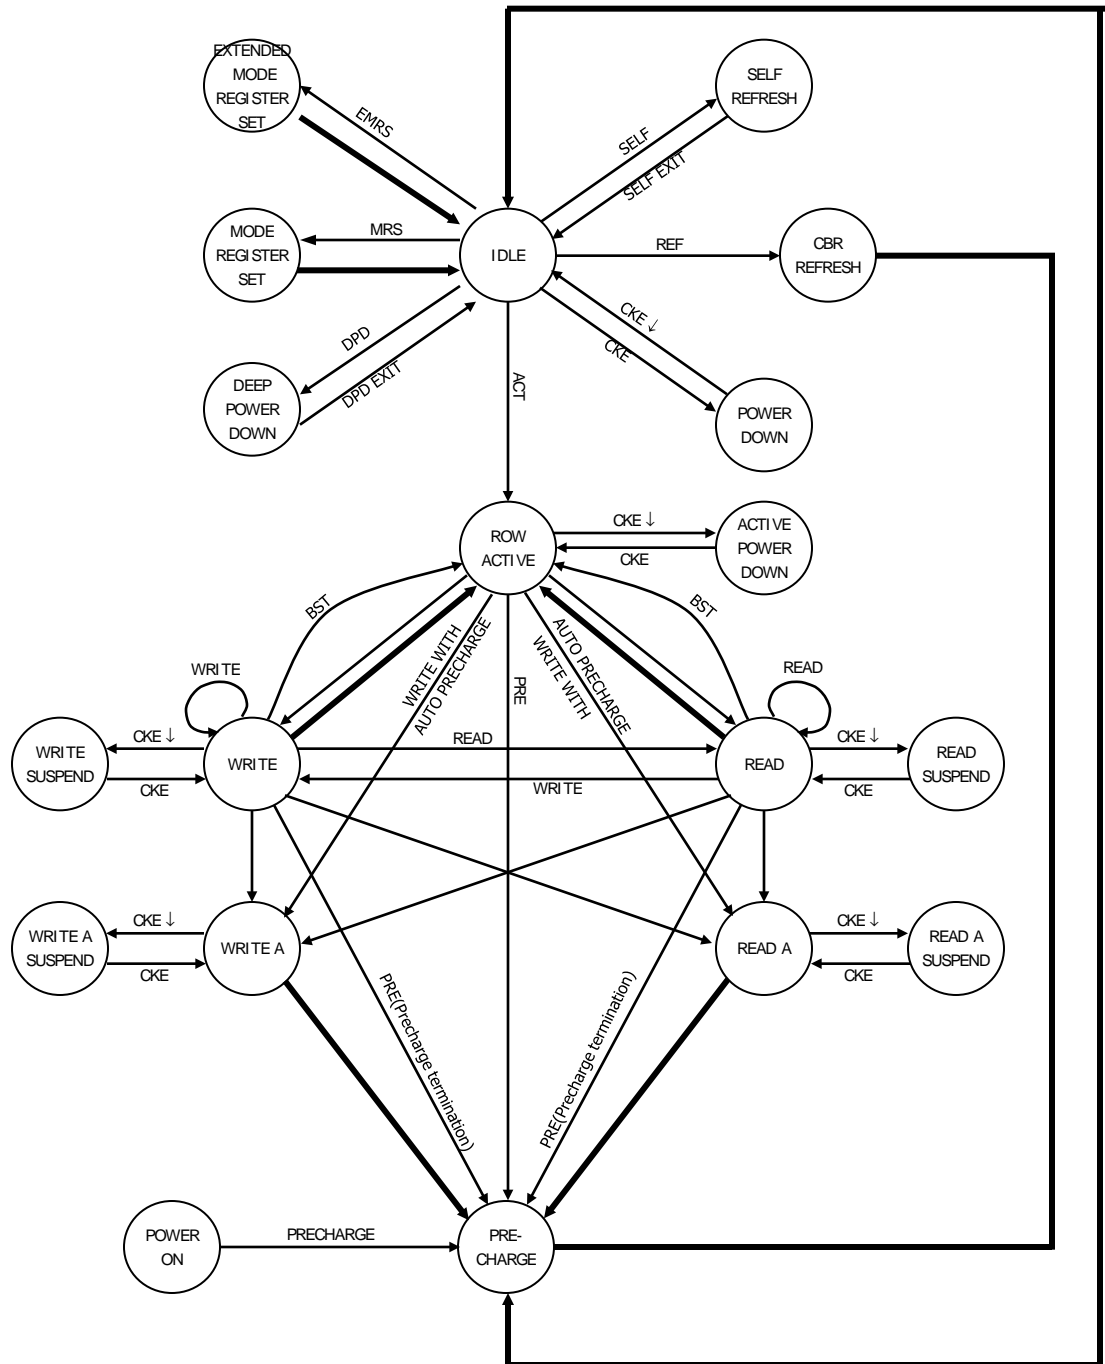 EXTENDED
MODE
REGISTER
SET
SELF
REFRESH
EMRS
SELF
SELF EXIT
MODE
REGISTER
SET
MRS
IDLE
REF
CBR
REFRESH
DPD
DPD EXIT
CKE ↓
CKE
DEEP
POWER
DOWN
ACT
POWER
DOWN
ROW
ACTIVE
CKE ↓
CKE
ACTIVE
POWER
DOWN
BST
BST
WRITE WITH
AUTO PRECHARGE
PRE
AUTO PRECHARGE
WRITE WITH
WRITE
READ
WRITE
SUSPEND
CKE ↓
CKE
WRITE
READ
WRITE
READ
CKE ↓
CKE
READ
SUSPEND
WRITE A
SUSPEND
CKE ↓
CKE
WRITE A
READ A
CKE ↓
CKE
READ A
SUSPEND
PRE(Precharge termination)
PRE(Precharge termination)
POWER
ON
PRECHARGE
PRE-
CHARGE